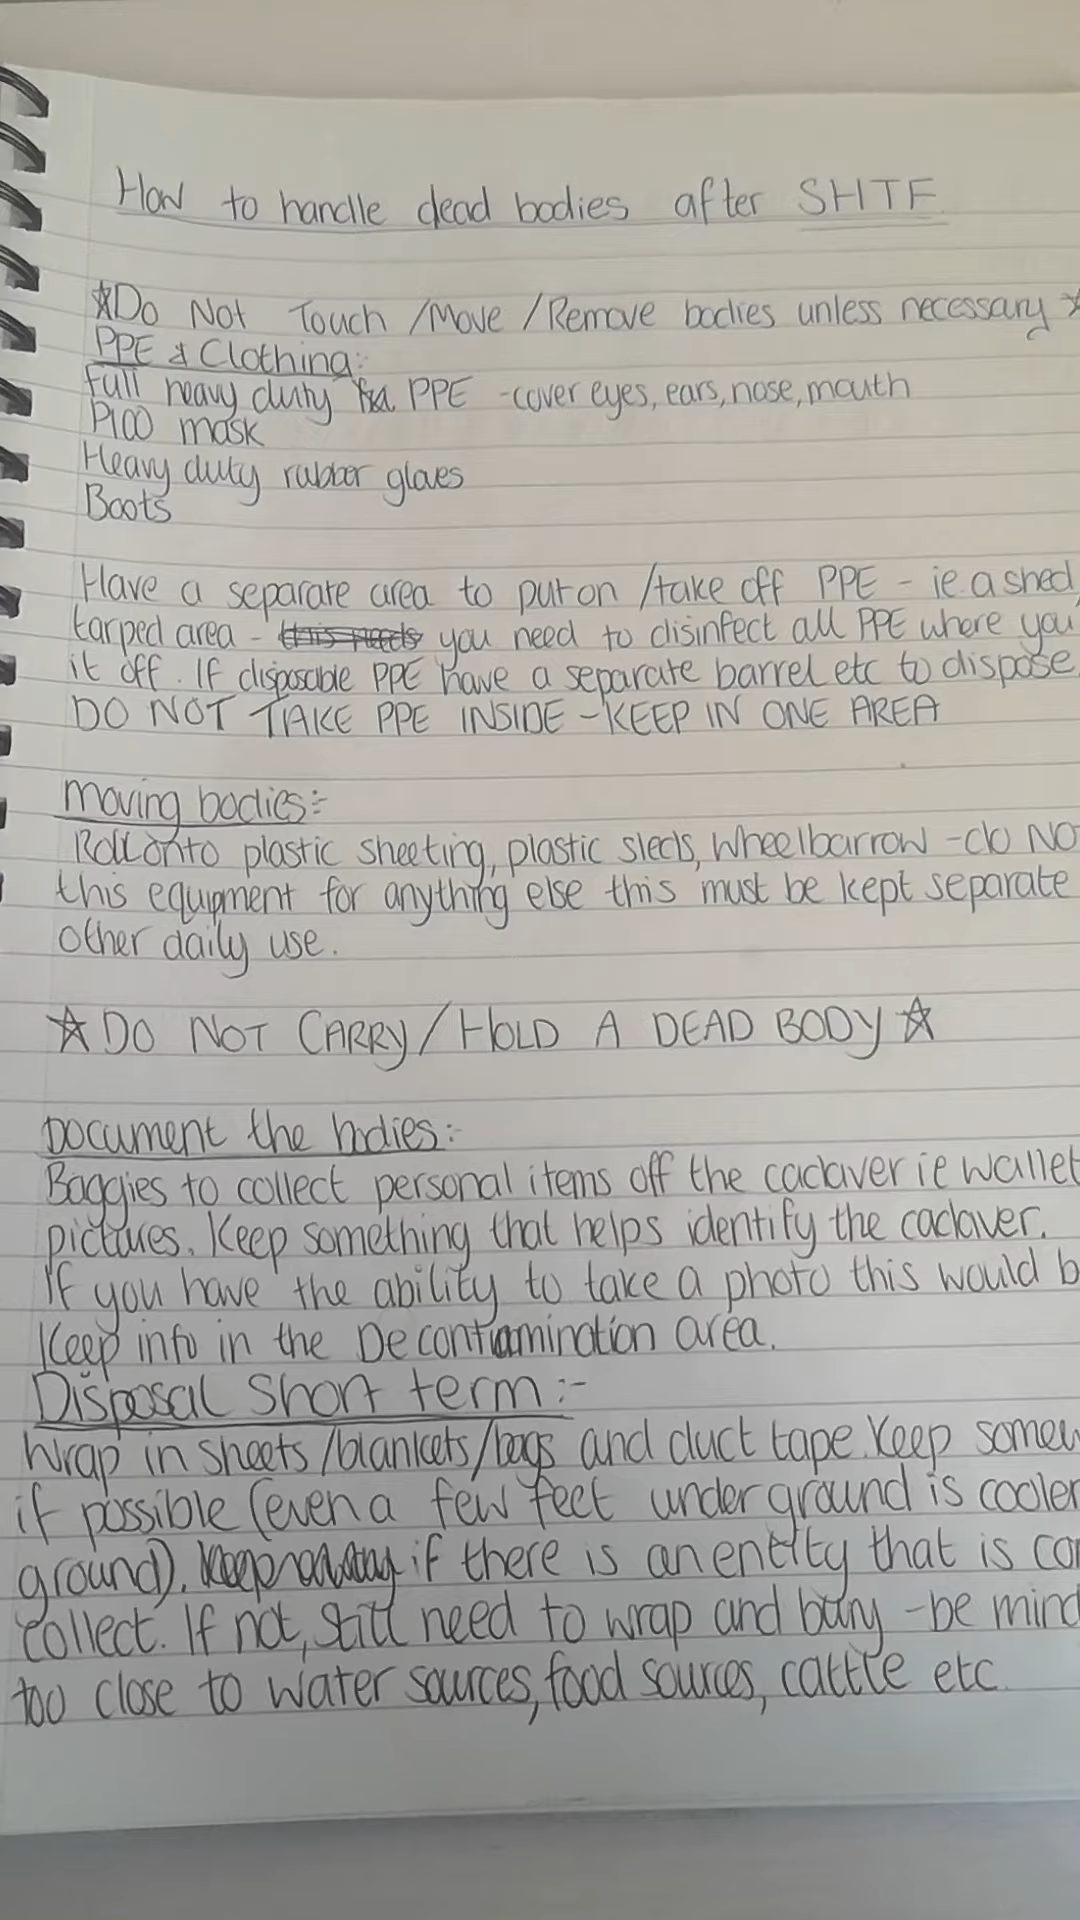 How to handle dead bodies after SHTF
☆Do Not Touch /Move /Remove bodies unless necessary ☆
PPE & Clothing:
Full heavy duty PPE - cover eyes, ears, nose, mouth
P100 mask
Heavy duty rubber gloves
Boots
Have a separate area to put on /take off PPE - ie a shed,
tarped area - this needs you need to disinfect all PPE where you
it off. If disposable PPE have a separate barrel etc to dispose.
DO NOT TAKE PPE INSIDE - KEEP IN ONE AREA
moving bodies:-
Roll onto plastic sheeting, plastic sleds, wheelbarrow - do NO
this equipment for anything else this must be kept separate
other daily use.
☆ DO NOT CARRY/HOLD A DEAD BODY ☆
Document the bodies:-
Baggies to collect personal items off the cadaver ie wallet
pictures. Keep something that helps identify the cadaver.
If you have the ability to take a photo this would b
Keep info in the Decontamination area.
Disposal Short term:-
Wrap in sheets /blankets /bags and duct tape. Keep somew
if possible (even a few feet underground is cooler
ground). if there is an entity that is co
collect. If not, still need to wrap and bury - be mind
too close to water sources, food sources, cattle etc.